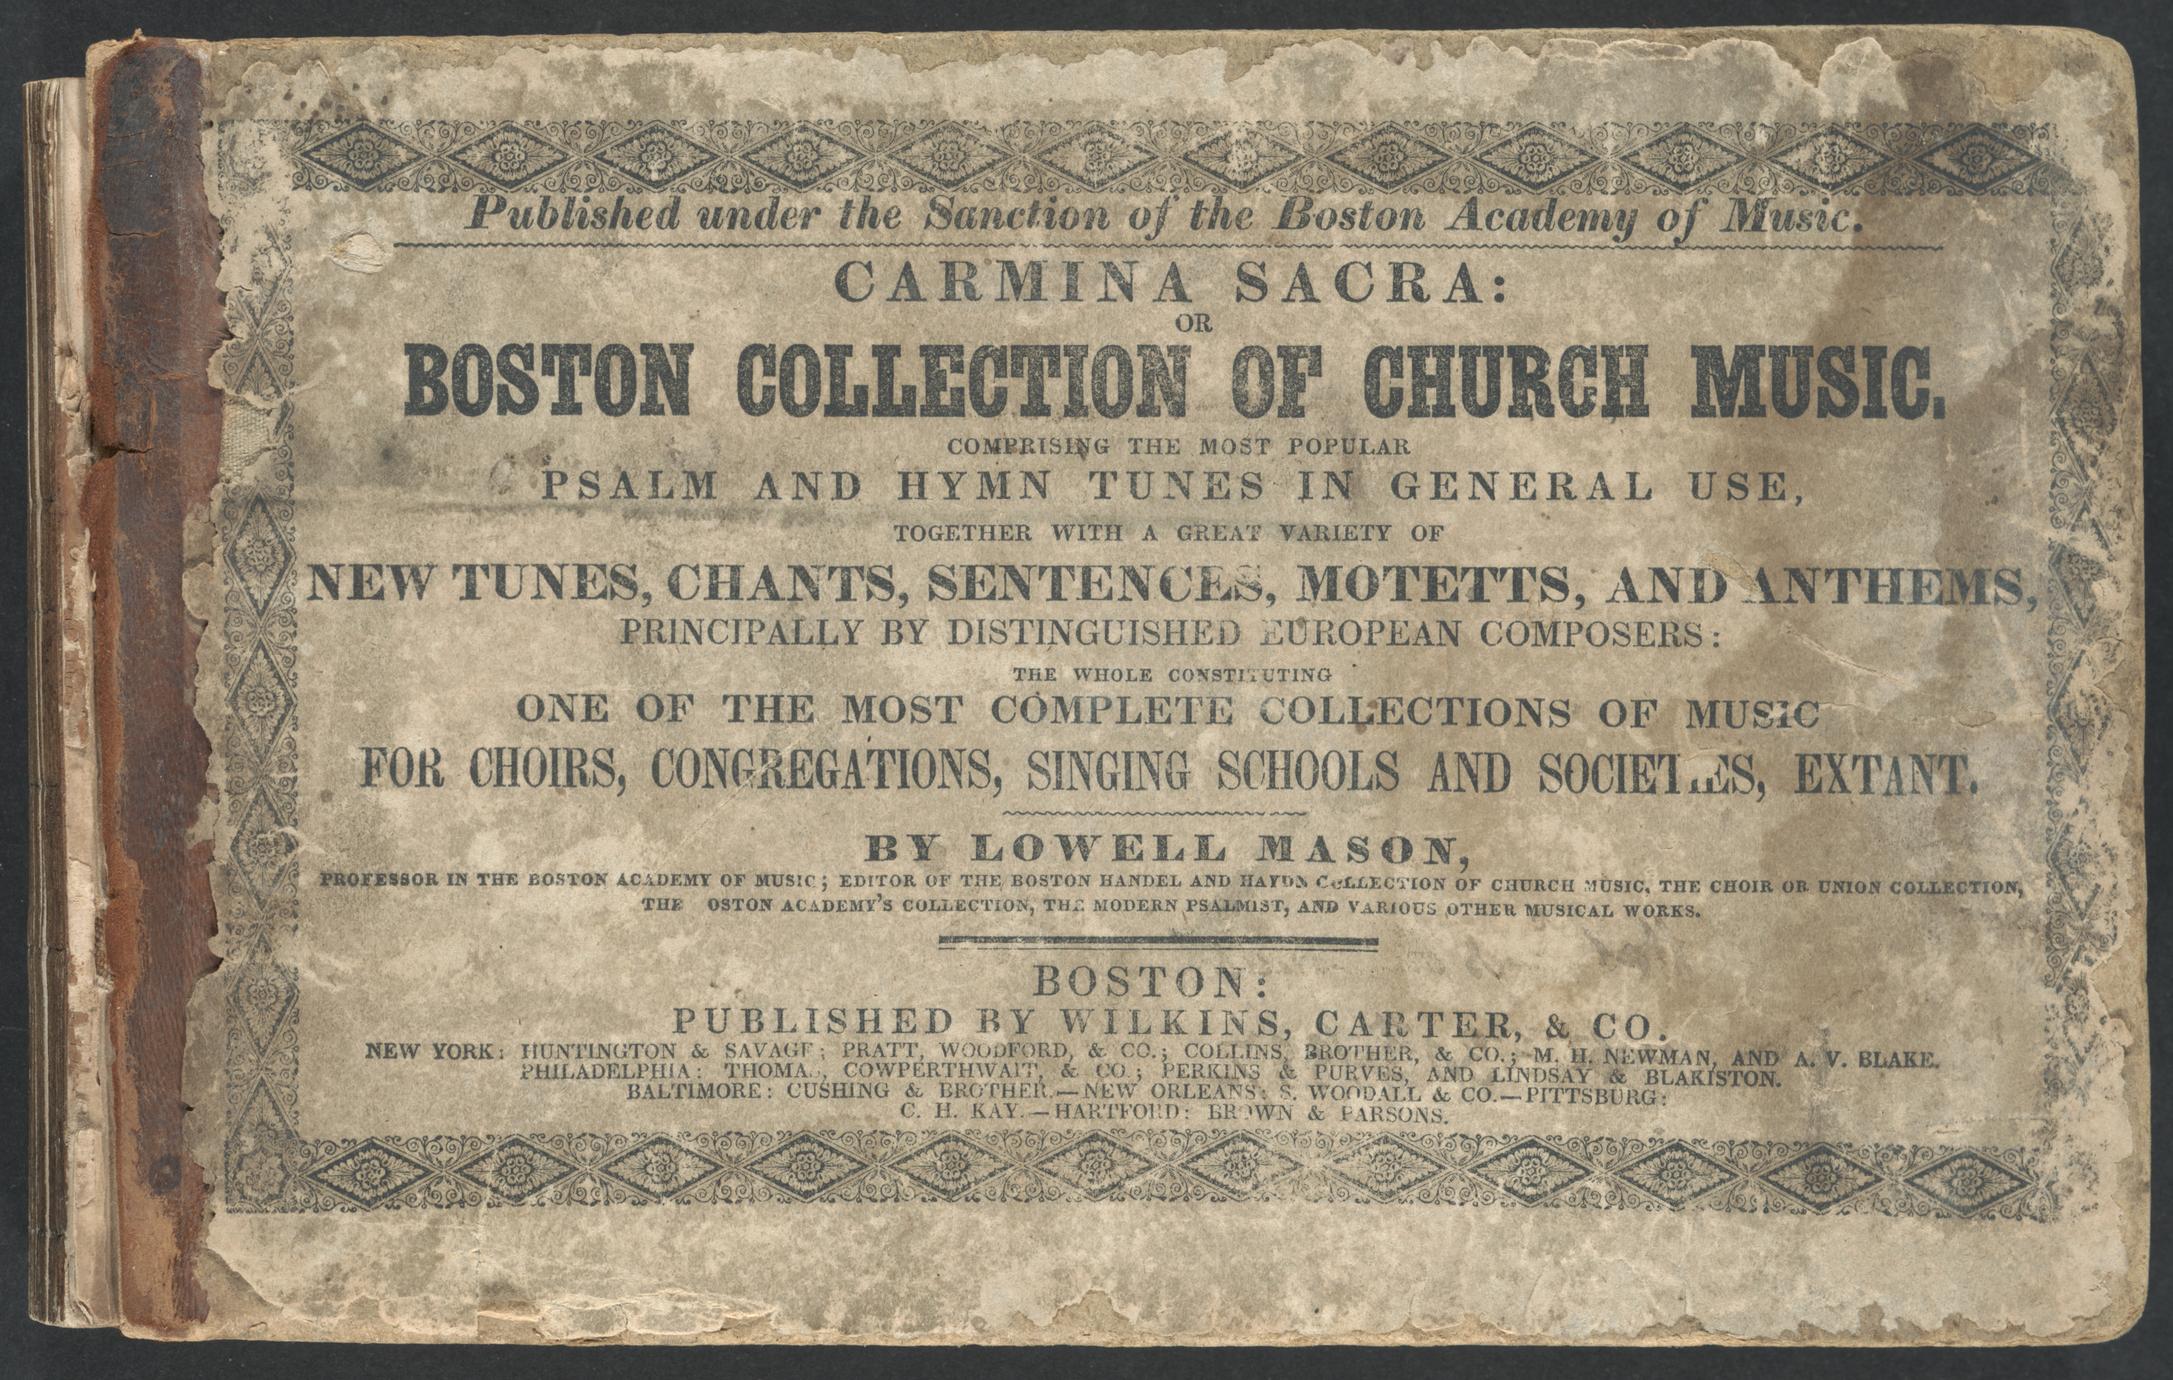 Published under the Sanction of the Boston Academy of Music.
CARMINA SACRA:
OR
BOSTON COLLECTION OF CHURCH MUSIC.
COMPRISING THE MOST POPULAR
PSALM AND HYMN TUNES IN GENERAL USE,
TOGETHER WITH A GREAT VARIETY OF
NEW TUNES, CHANTS, SENTENCES, MOTETTS, AND ANTHEMS,
PRINCIPALLY BY DISTINGUISHED EUROPEAN COMPOSERS:
THE WHOLE CONSTITUTING
ONE OF THE MOST COMPLETE COLLECTIONS OF MUSIC
FOR CHOIRS, CONGREGATIONS, SINGING SCHOOLS AND SOCIETIES, EXTANT.
BY LOWELL MASON,
PROFESSOR IN THE BOSTON ACADEMY OF MUSIC; EDITOR OF THE BOSTON HANDEL AND HAYDN COLLECTION OF CHURCH MUSIC, THE CHOIR OR UNION COLLECTION,
THE OSTON ACADEMY'S COLLECTION, THE MODERN PSALMIST, AND VARIOUS OTHER MUSICAL WORKS.
BOSTON:
PUBLISHED BY WILKINS, CARTER, & CO.
NEW YORK: HUNTINGTON & SAVAGE; PRATT, WOODFORD, & CO.; COLLINS, BROTHER, & CO.; M. H. NEWMAN, AND A. V. BLAKE.
PHILADELPHIA: THOMAS, COWPERTHWAIT, & CO.; PERKINS & PURVES, AND LINDSAY & BLAKISTON.
BALTIMORE: CUSHING & BROTHER.—NEW ORLEANS: S. WOODALL & CO.—PITTSBURG:
C. H. KAY.—HARTFORD: BROWN & PARSONS.